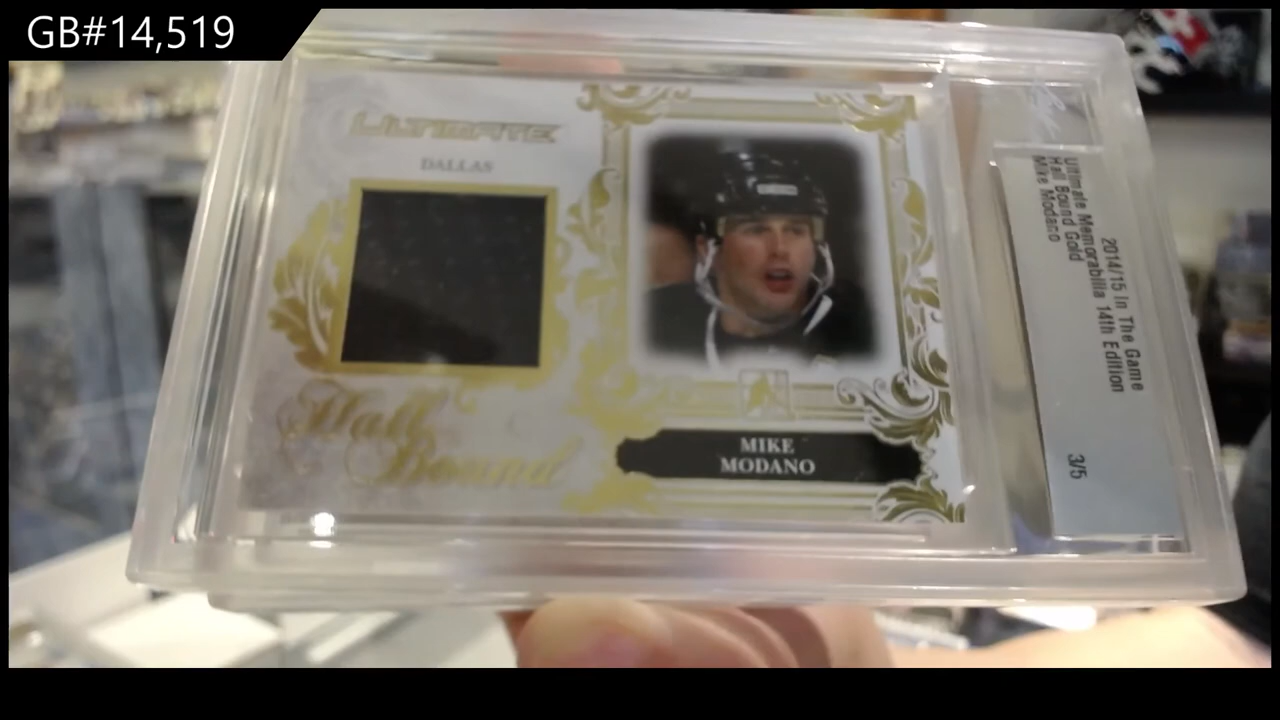 GB#14,519
ULTIMATE
DALLAS
Hall
Bound
MIKE
MODANO
2014/15 In The Game
Ultimate Memorabilia 14th Edition
Hall Bound Gold
Mike Modano
3/5